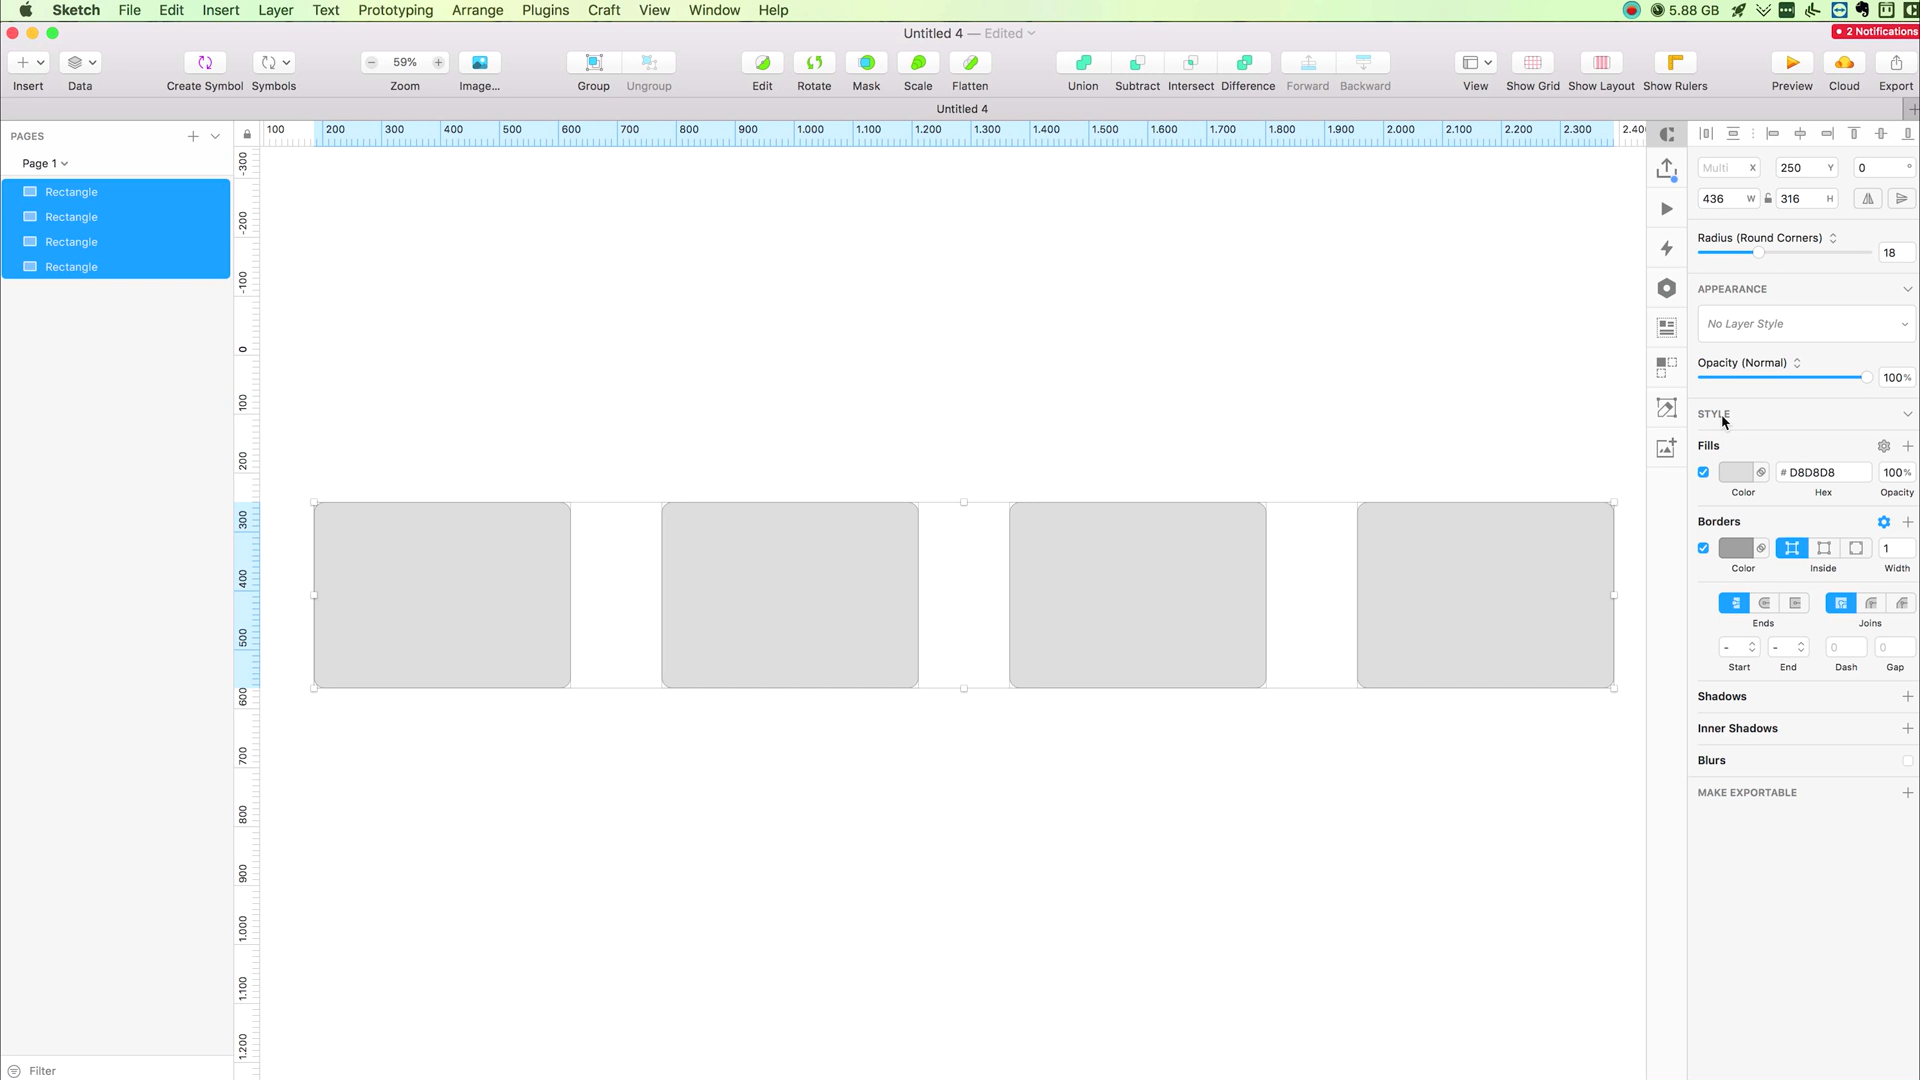 Sketch File Edit Insert Layer Text Prototyping Arrange Plugins Craft View Window Help 5.88 GB
Untitled 4 — Edited
2 Notifications
59%
Insert Data Create Symbol Symbols Zoom Image... Group Ungroup Edit Rotate Mask Scale Flatten Union Subtract Intersect Difference Forward Backward View Show Grid Show Layout Show Rulers Preview Cloud Export
Untitled 4
PAGES
Page 1
Rectangle
Rectangle
Rectangle
Rectangle
Filter
100 200 300 400 500 600 700 800 900 1.000 1.100 1.200 1.300 1.400 1.500 1.600 1.700 1.800 1.900 2.000 2.100 2.200 2.300 2.40
-300
-200
-100
0
100
200
300
400
500
600
700
800
900
1.000
1.100
1.200
Multi X 250 Y 0 °
436 W 316 H
Radius (Round Corners)
18
APPEARANCE
No Layer Style
Opacity (Normal)
100%
STYLE
Fills
# D8D8D8 100%
Color Hex Opacity
Borders
1
Color Inside Width
Ends Joins
- - 0 0
Start End Dash Gap
Shadows
Inner Shadows
Blurs
MAKE EXPORTABLE